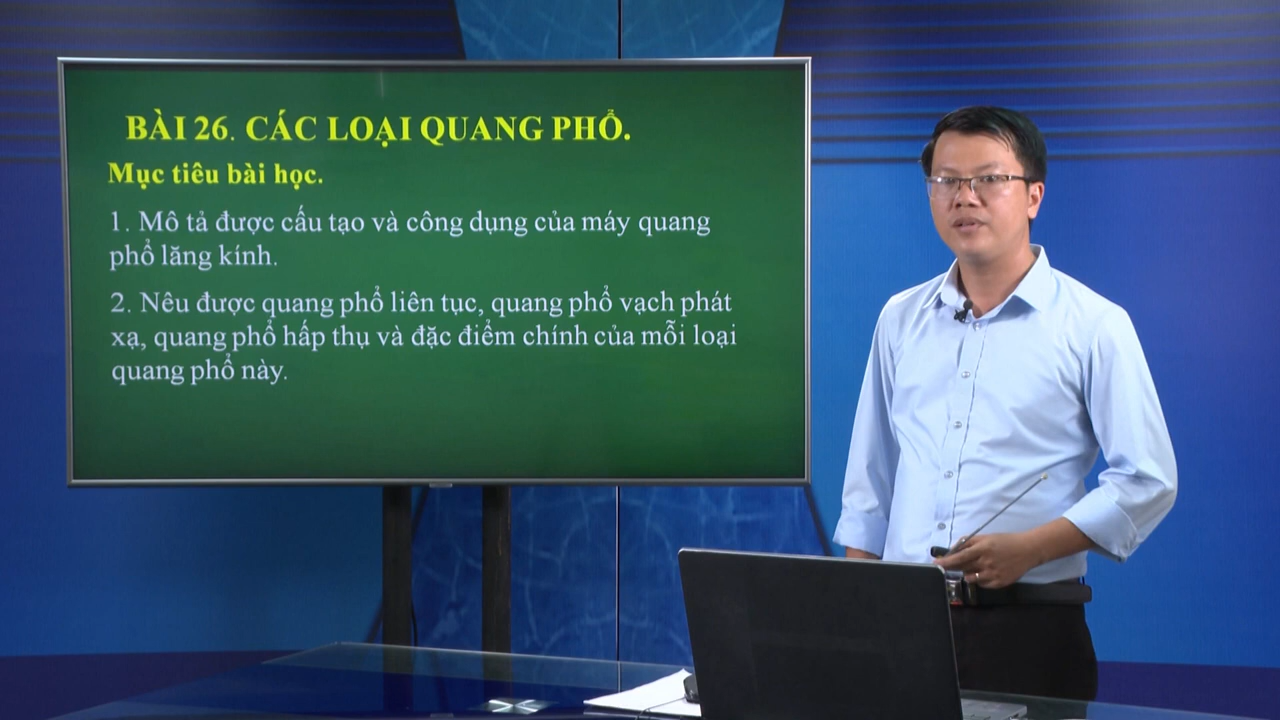 BÀI 26. CÁC LOẠI QUANG PHỔ.
Mục tiêu bài học.
1. Mô tả được cấu tạo và công dụng của máy quang
phổ lăng kính.
2. Nêu được quang phổ liên tục, quang phổ vạch phát
xạ, quang phổ hấp thụ và đặc điểm chính của mỗi loại
quang phổ này.